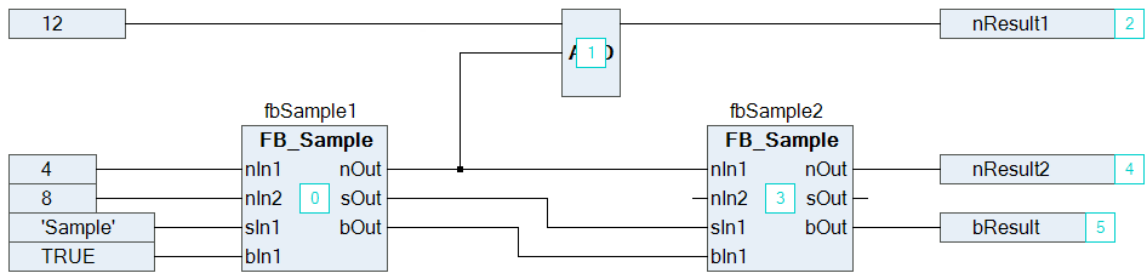 12
1
nResult1 2
fbSample1
fbSample2
FB_Sample
FB_Sample
4
nIn1 nOut
nIn1 nOut
nResult2 4
8
nIn2 0 sOut
nIn2 3 sOut
'Sample'
sIn1 bOut
sIn1 bOut
bResult 5
TRUE
bIn1
bIn1